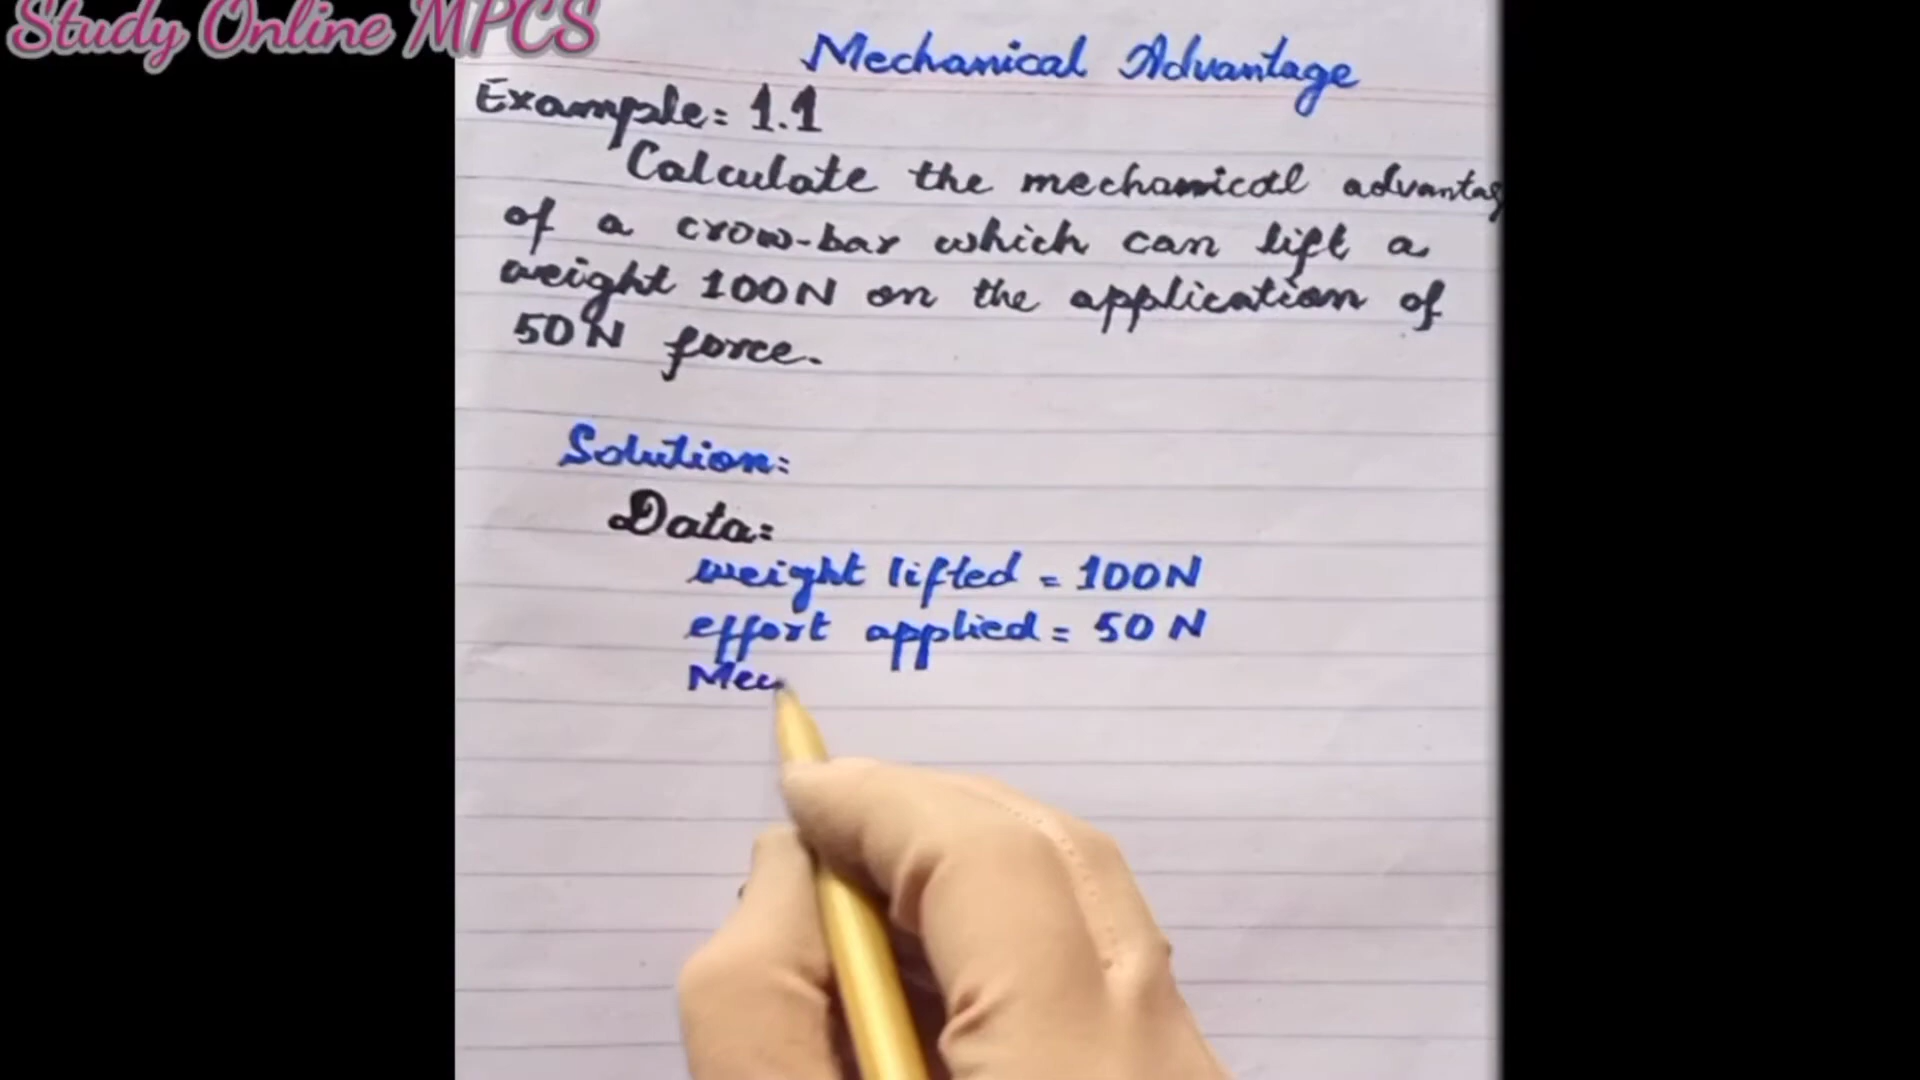 Study Online MPCS
Mechanical Advantage
Example: 1.1
Calculate the mechanical advantag
of a crow-bar which can lift a
weight 100N on the application of
50N force.
Solution:
Data:
weight lifted = 100N
effort applied = 50 N
Mec